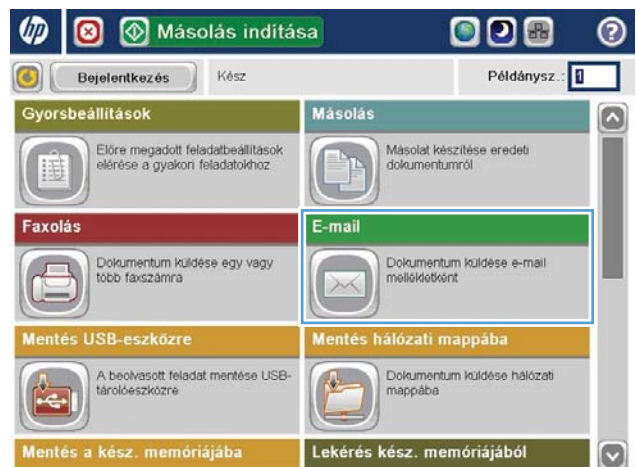 hp
Másolás indítása
?
Bejelentkezés
Kész
Példánysz.: 1
Gyorsbeállítások
Előre megadott feladatbeállítások
elérése a gyakori feladatokhoz
Másolás
Másolat készítése eredeti
dokumentumról
Faxolás
Dokumentum küldése egy vagy
több faxszámra
E-mail
Dokumentum küldése e-mail
mellékletként
Mentés USB-eszközre
A beolvasott feladat mentése USB-
tárolóeszközre
Mentés hálózati mappába
Dokumentum küldése hálózati
mappába
Mentés a kész. memóriájába
Lekérés kész. memóriájából